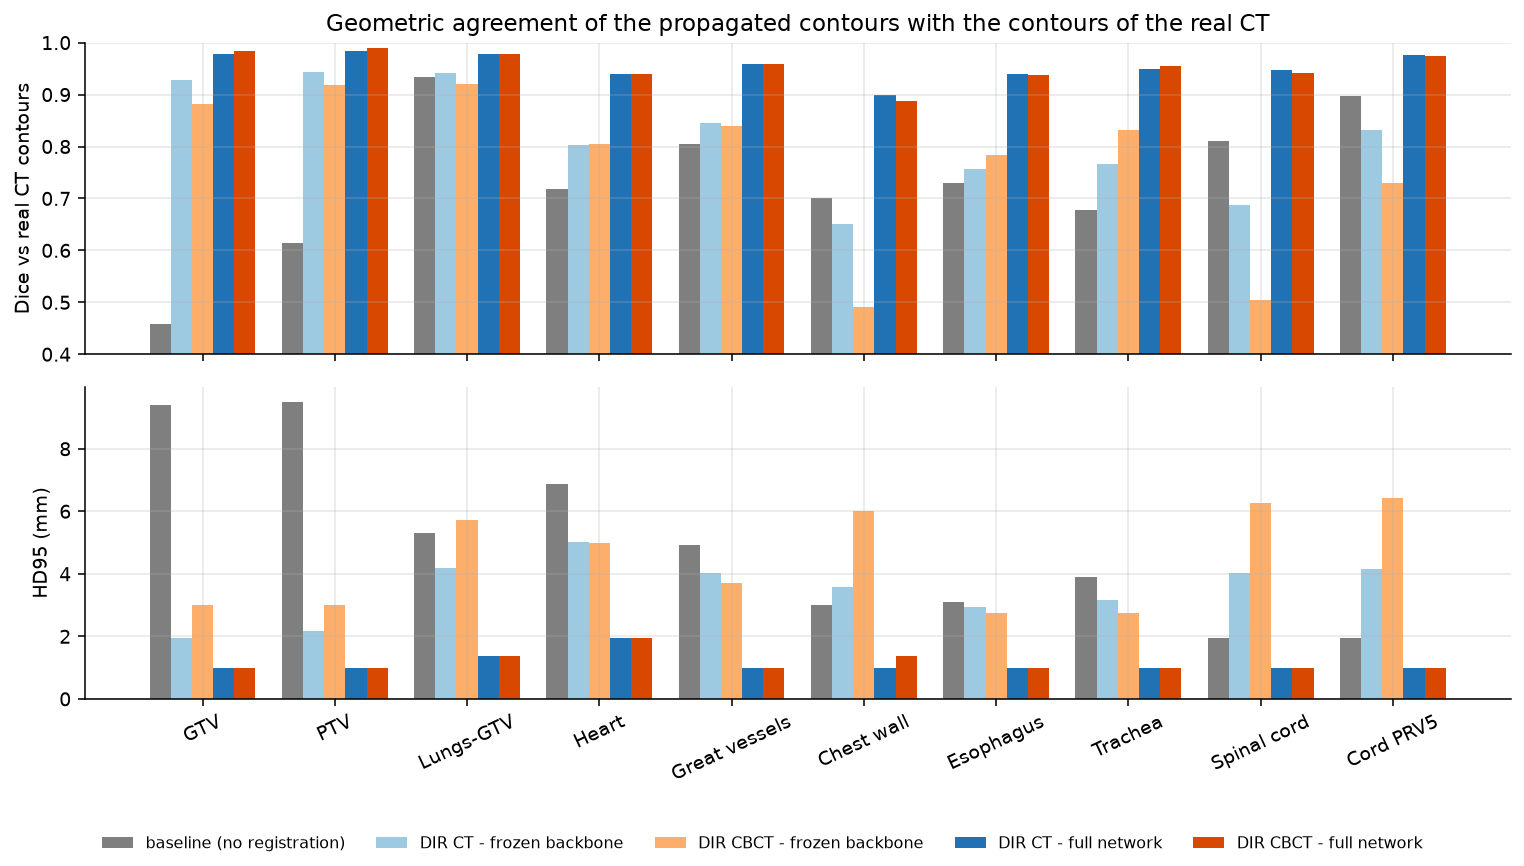 Geometric agreement of the propagated contours with the contours of the real CT
Dice vs real CT contours
1.0
0.9
0.8
0.7
0.6
0.5
0.4
HD95 (mm)
8
6
4
2
0
GTV
PTV
Lungs-GTV
Heart
Great vessels
Chest wall
Esophagus
Trachea
Spinal cord
Cord PRV5
baseline (no registration)
DIR CT - frozen backbone
DIR CBCT - frozen backbone
DIR CT - full network
DIR CBCT - full network